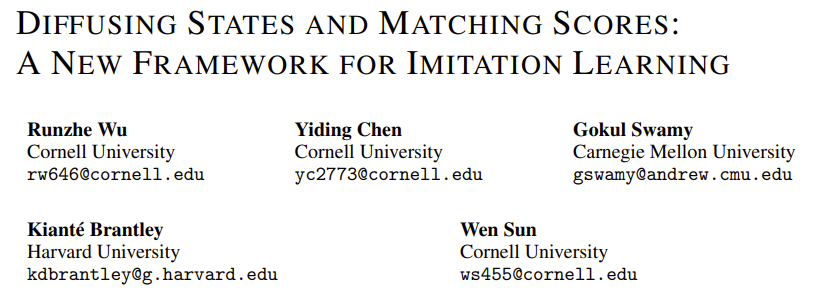 DIFFUSING STATES AND MATCHING SCORES:
A NEW FRAMEWORK FOR IMITATION LEARNING
Runzhe Wu Yiding Chen Gokul Swamy
Cornell University Cornell University Carnegie Mellon University
rw646@cornell.edu yc2773@cornell.edu gswamy@andrew.cmu.edu
Kianté Brantley Wen Sun
Harvard University Cornell University
kdbrantley@g.harvard.edu ws455@cornell.edu